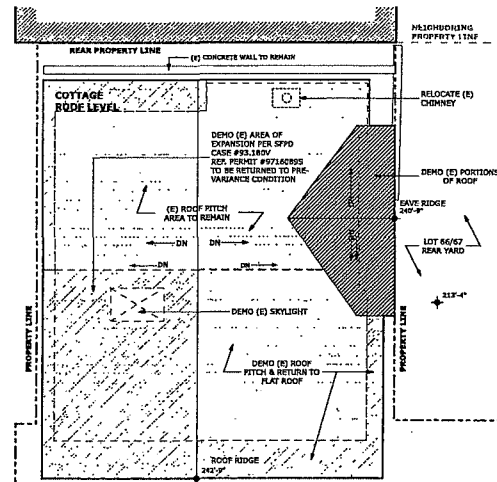 NEIGHBORING
PROPERTY LINE
REAR PROPERTY LINE
(E) CONCRETE WALL TO REMAIN
COTTAGE
ROOF LEVEL
RELOCATE (E)
CHIMNEY
DEMO (E) AREA OF
EXPANSION PER SFPD
CASE #93.180V
REF. PERMIT #9716089S
TO BE RETURNED TO PRE-
VARIANCE CONDITION
DEMO (E) PORTIONS
OF ROOF
(E) ROOF PITCH
AREA TO REMAIN
EAVE RIDGE
240'-9"
DN DN
LOT 66/67
REAR YARD
DN DN
213'-4"
DEMO (E) SKYLIGHT
PROPERTY LINE
PROPERTY LINE
DEMO (E) ROOF
PITCH & RETURN TO
FLAT ROOF
ROOF RIDGE
242'-9"